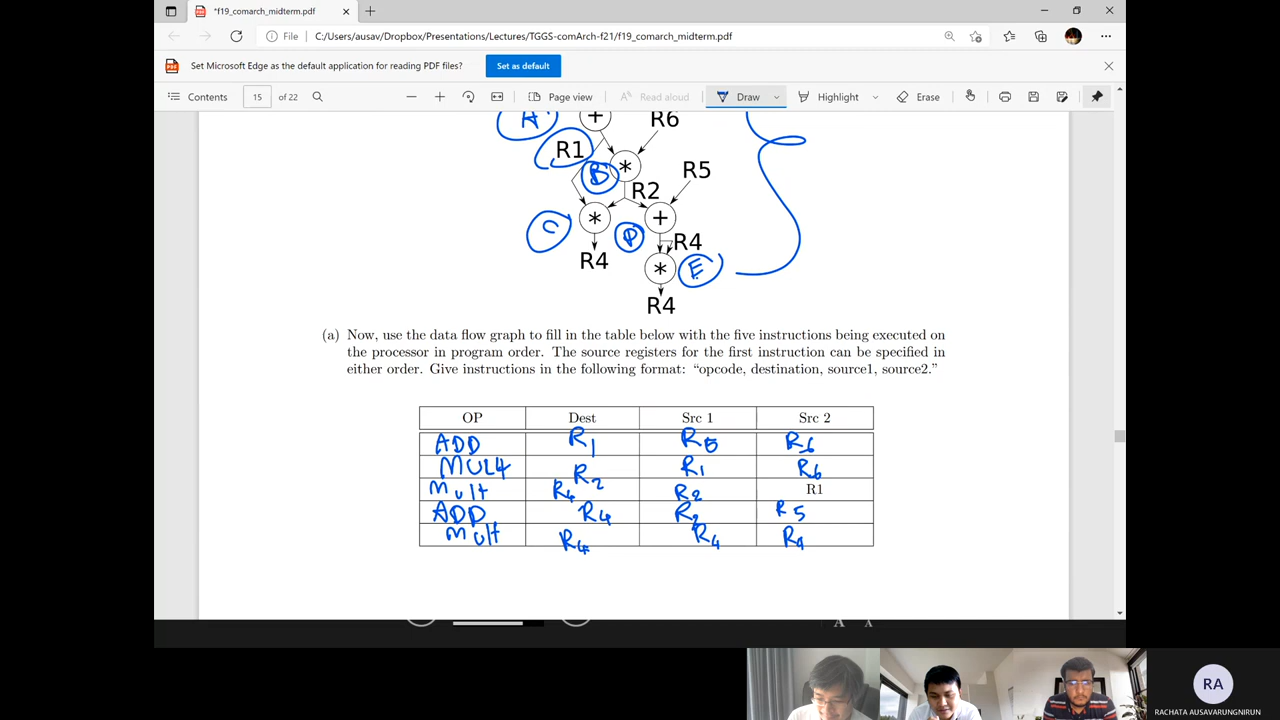 *f19_comarch_midterm.pdf
File C:/Users/ausav/Dropbox/Presentations/Lectures/TGGS-comArch-f21/f19_comarch_midterm.pdf
Set Microsoft Edge as the default application for reading PDF files? Set as default
Contents 15 of 22 Page view Read aloud Draw Highlight Erase
A + R6
R1 B *
R5
R2
C * D +
R4
R4 * E
R4
(a) Now, use the data flow graph to fill in the table below with the five instructions being executed on
the processor in program order. The source registers for the first instruction can be specified in
either order. Give instructions in the following format: “opcode, destination, source1, source2.”
OP Dest Src 1 Src 2
ADD R1 R5 R6
MUL4 R2 R1 R6
Mult R4 R2 R1
ADD R4 R2 R5
Mult R4 R4 R4
A A
RA
RACHATA AUSAVARUNGNIRUN